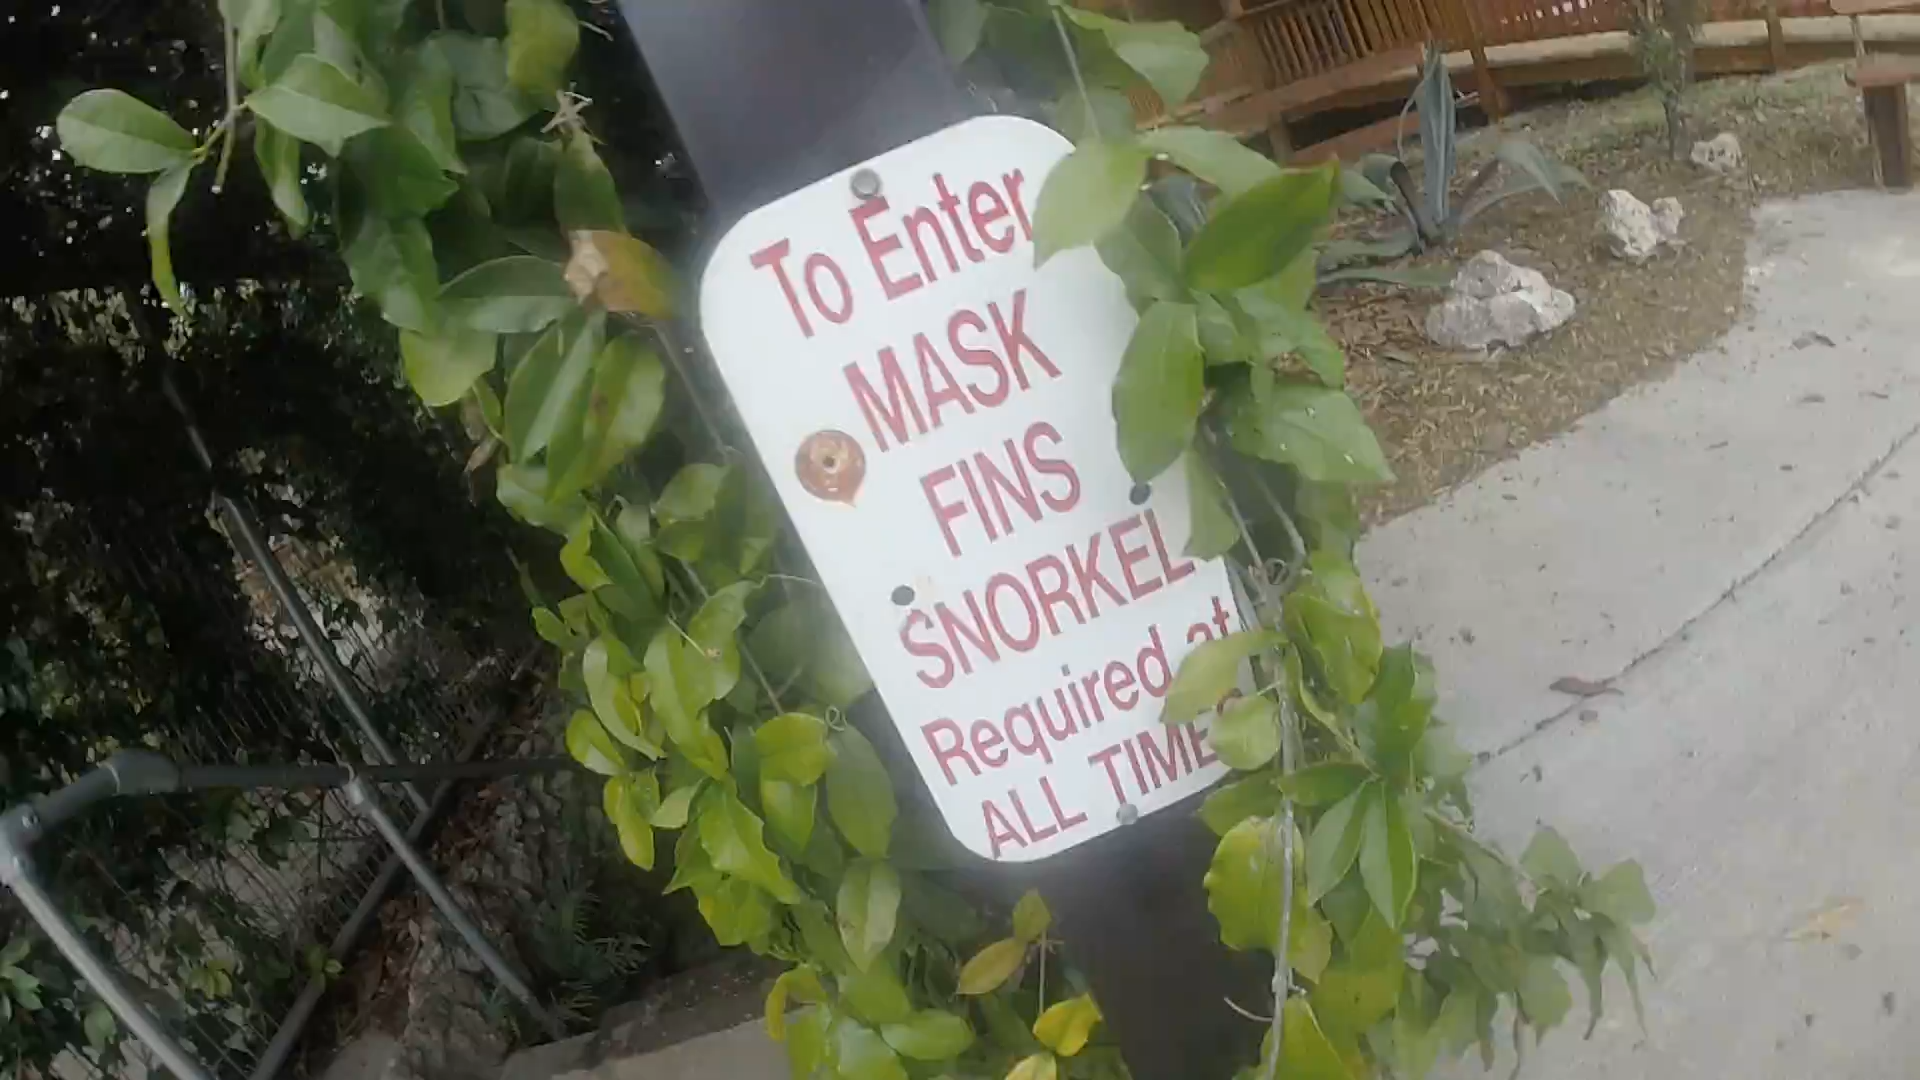 To Enter
MASK
FINS
SNORKEL
Required at
ALL TIMES